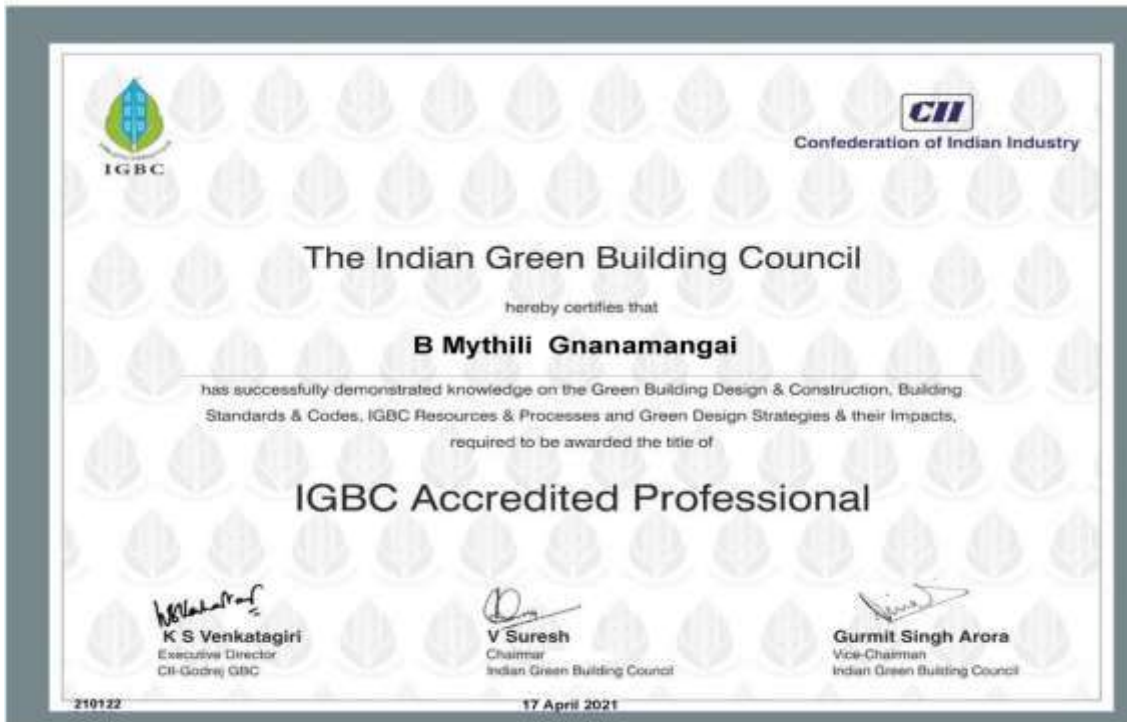 IGBC
CII
Confederation of Indian Industry
The Indian Green Building Council
hereby certifies that
B Mythili Gnanamangai
has successfully demonstrated knowledge on the Green Building Design & Construction, Building
Standards & Codes, IGBC Resources & Processes and Green Design Strategies & their Impacts,
required to be awarded the title of
IGBC Accredited Professional
K S Venkatagiri
Executive Director
CII-Godrej GBC
V Suresh
Chairman
Indian Green Building Council
Gurmit Singh Arora
Vice-Chairman
Indian Green Building Council
210122
17 April 2021